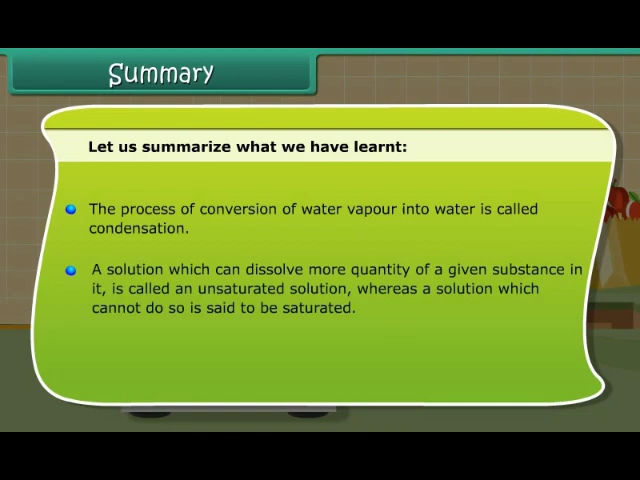 Summary
Let us summarize what we have learnt:
The process of conversion of water vapour into water is called
condensation.
A solution which can dissolve more quantity of a given substance in
it, is called an unsaturated solution, whereas a solution which
cannot do so is said to be saturated.